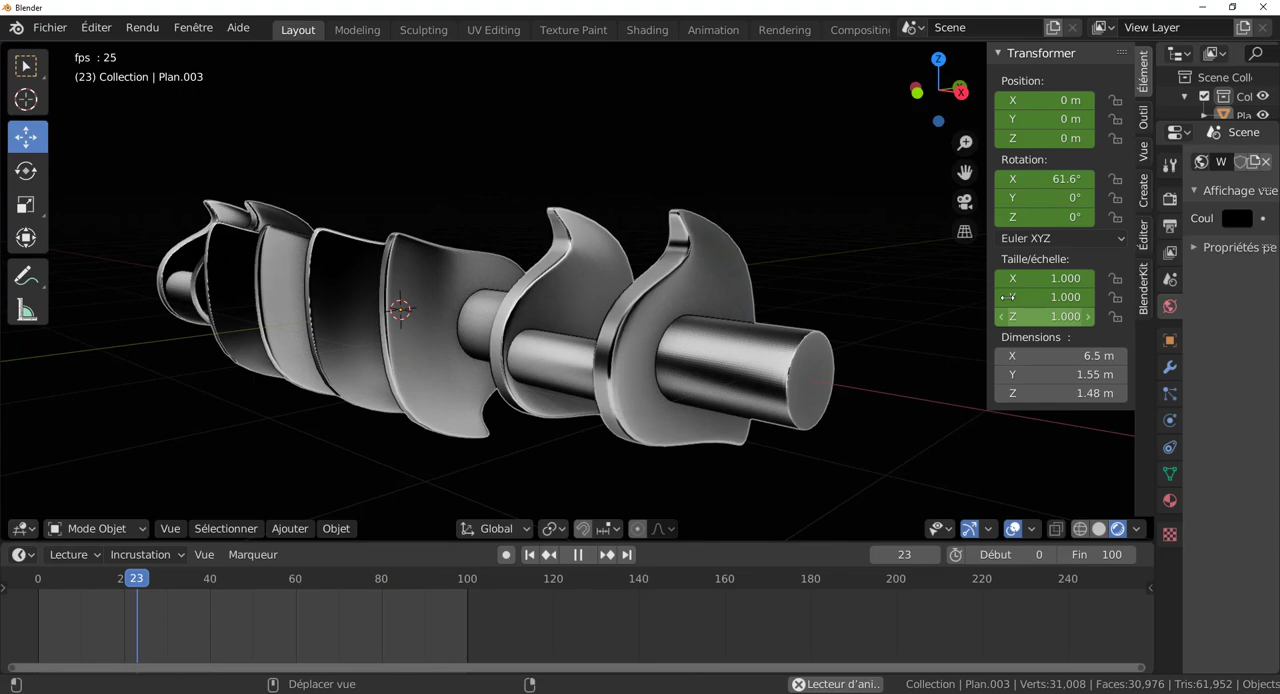 Blender
Fichier Éditer Rendu Fenêtre Aide Layout Modeling Sculpting UV Editing Texture Paint Shading Animation Rendering Compositin Scene View Layer
fps : 25
(23) Collection | Plan.003
Z
X
Transformer
Position:
X 0 m
Y 0 m
Z 0 m
Rotation:
X 61.6°
Y 0°
Z 0°
Euler XYZ
Taille/échelle:
X 1.000
1.000
Z 1.000
Dimensions :
X 6.5 m
Y 1.55 m
Z 1.48 m
Élément
Outil
Vue
Create
Éditer
BlenderKit
Scene Coll
Col
Pla
Scene
W
Affichage vue
Coul
Propriétés pe
Mode Objet Vue Sélectionner Ajouter Objet Global
Lecture Incrustation Vue Marqueur 23 Début 0 Fin 100
0 2 23 40 60 80 100 120 140 160 180 200 220 240
Déplacer vue Lecteur d'ani.. Collection | Plan.003 | Verts:31,008 | Faces:30,976 | Tris:61,952 | Objects